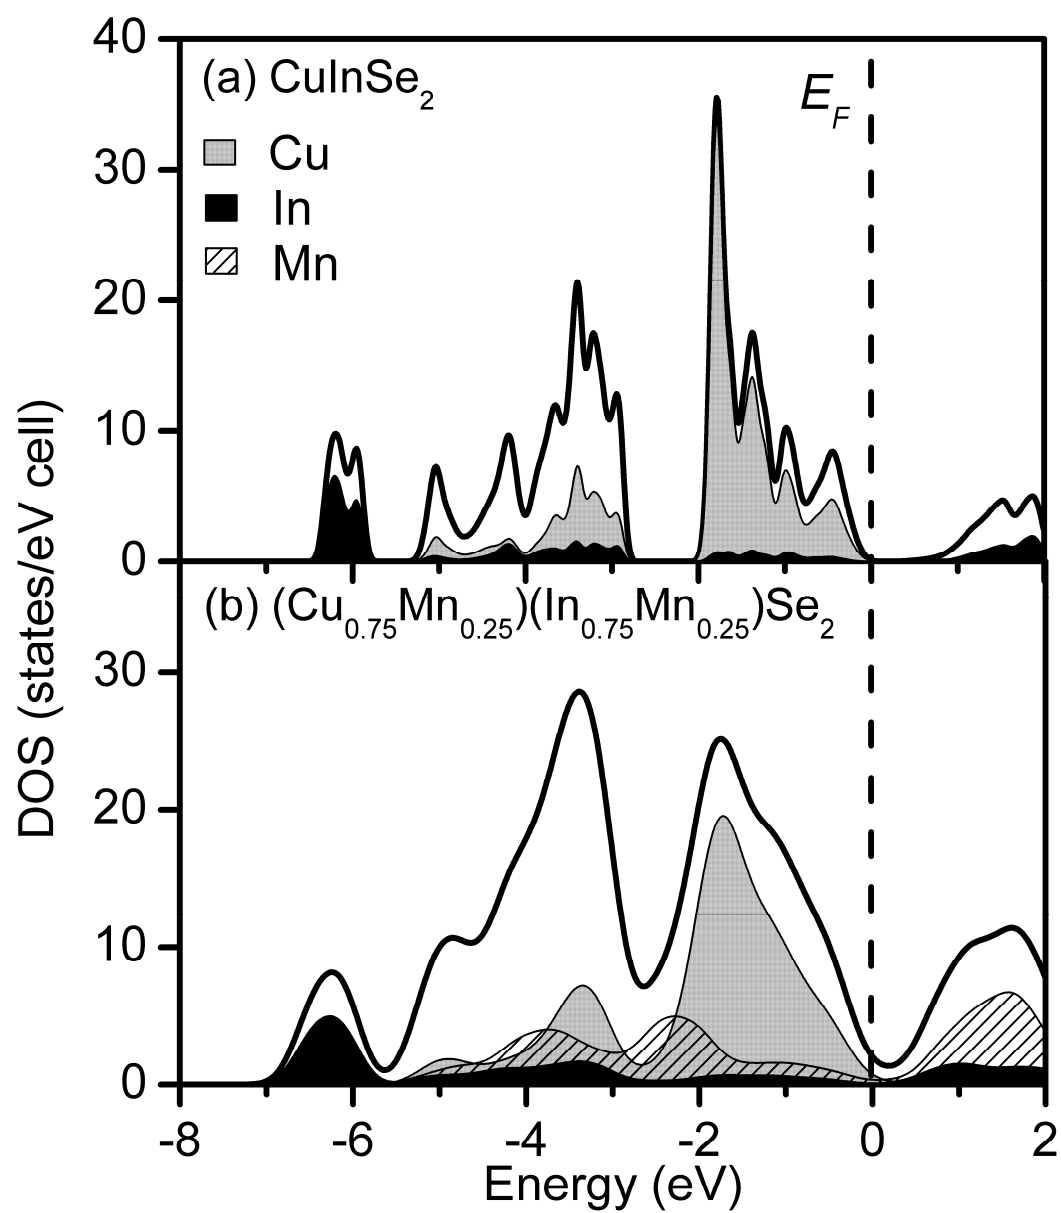 40
(a) CuInSe2
EF
Cu
30
In
Mn
20
10
0
(b) (Cu0.75Mn0.25)(In0.75Mn0.25)Se2
30
20
10
0
-8 -6 -4 -2 0 2
Energy (eV)
DOS (states/eV cell)